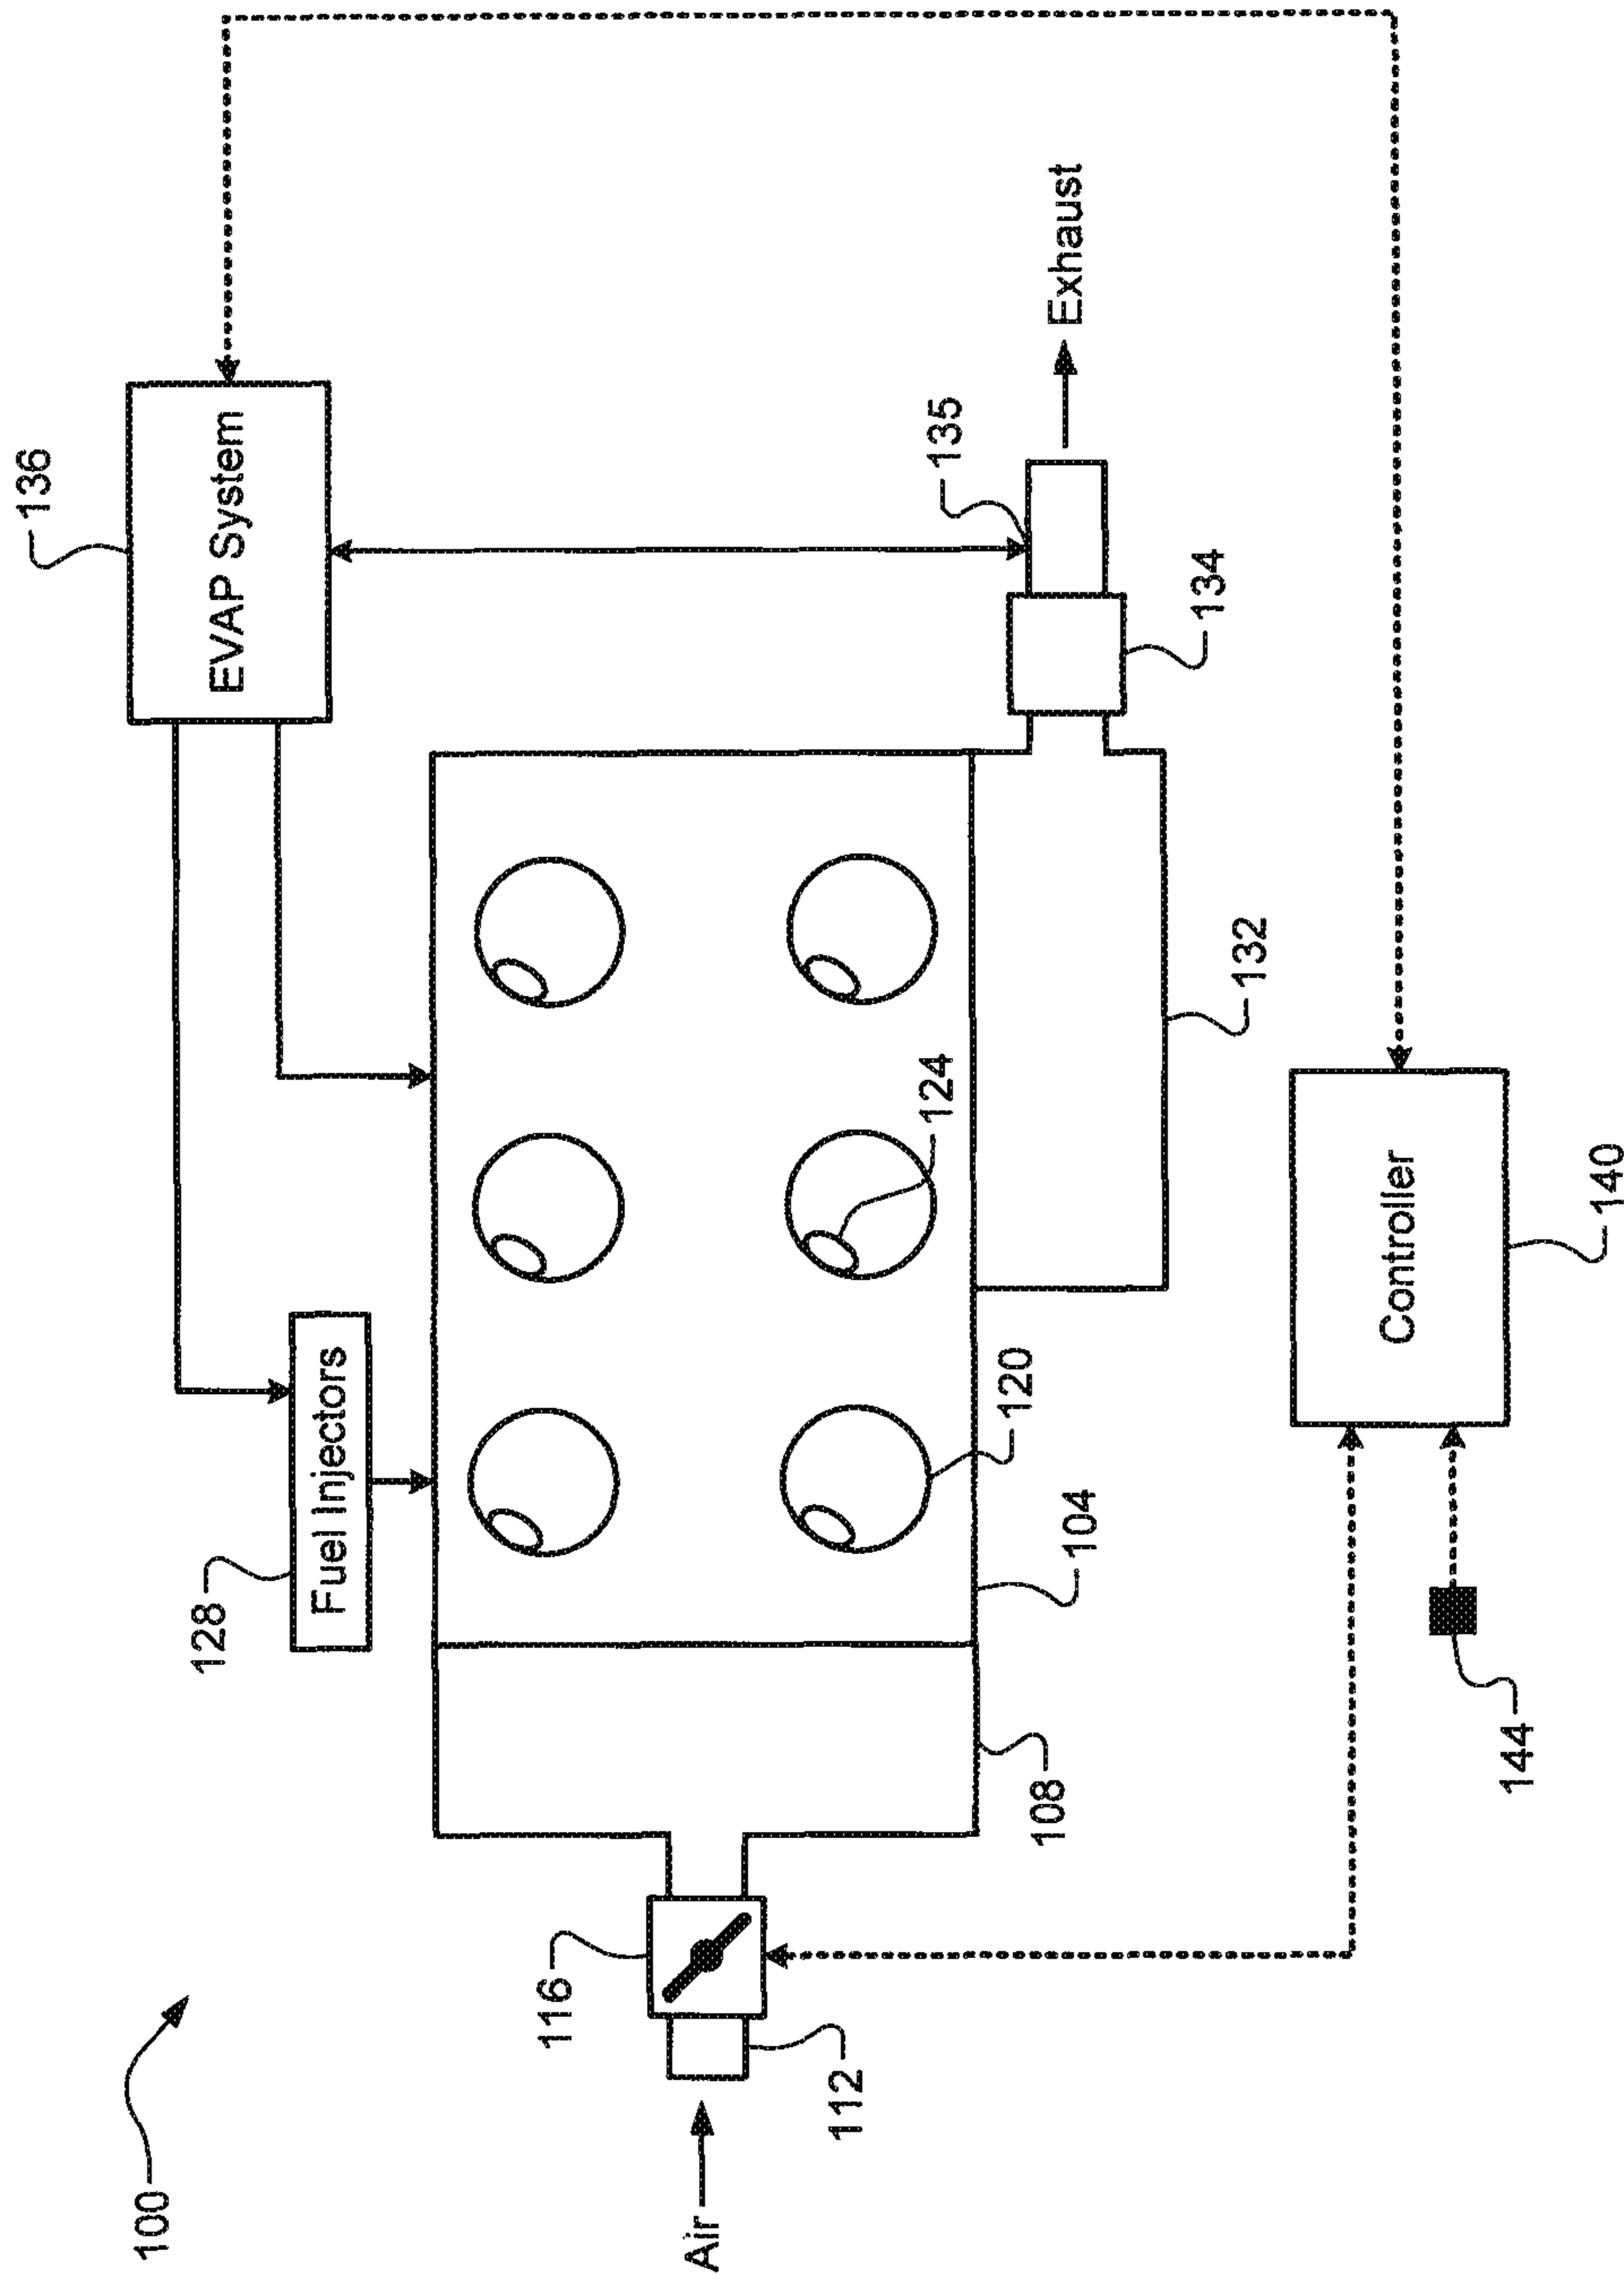 100
136
EVAP System
128
Fuel Injectors
135
Exhaust
116
Air
112
134
124
120
104
108
132
Controller
144
140